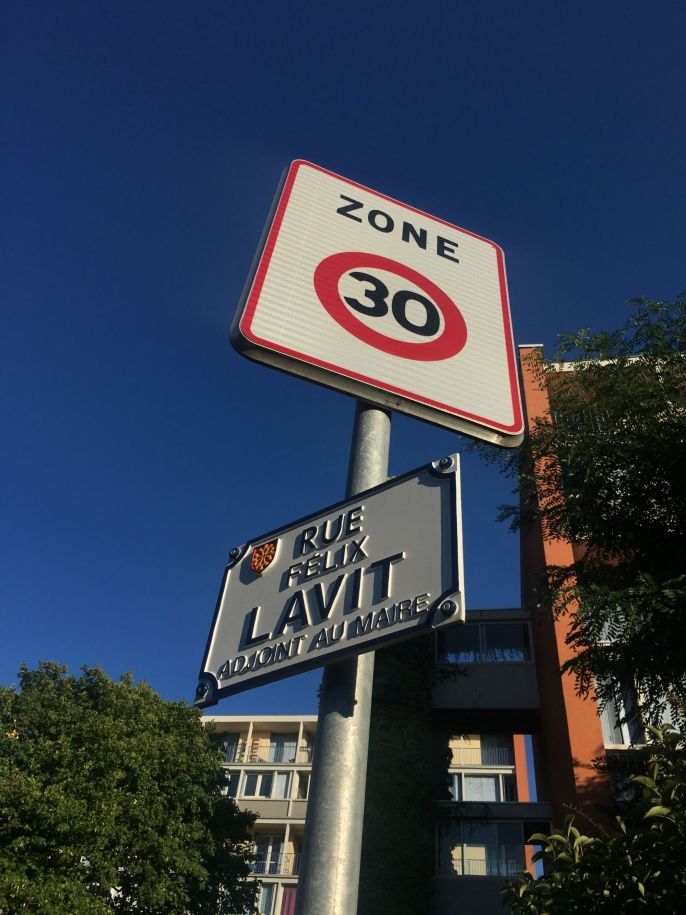 ZONE
30
RUE
FÉLIX
LAVIT
ADJOINT AU MAIRE